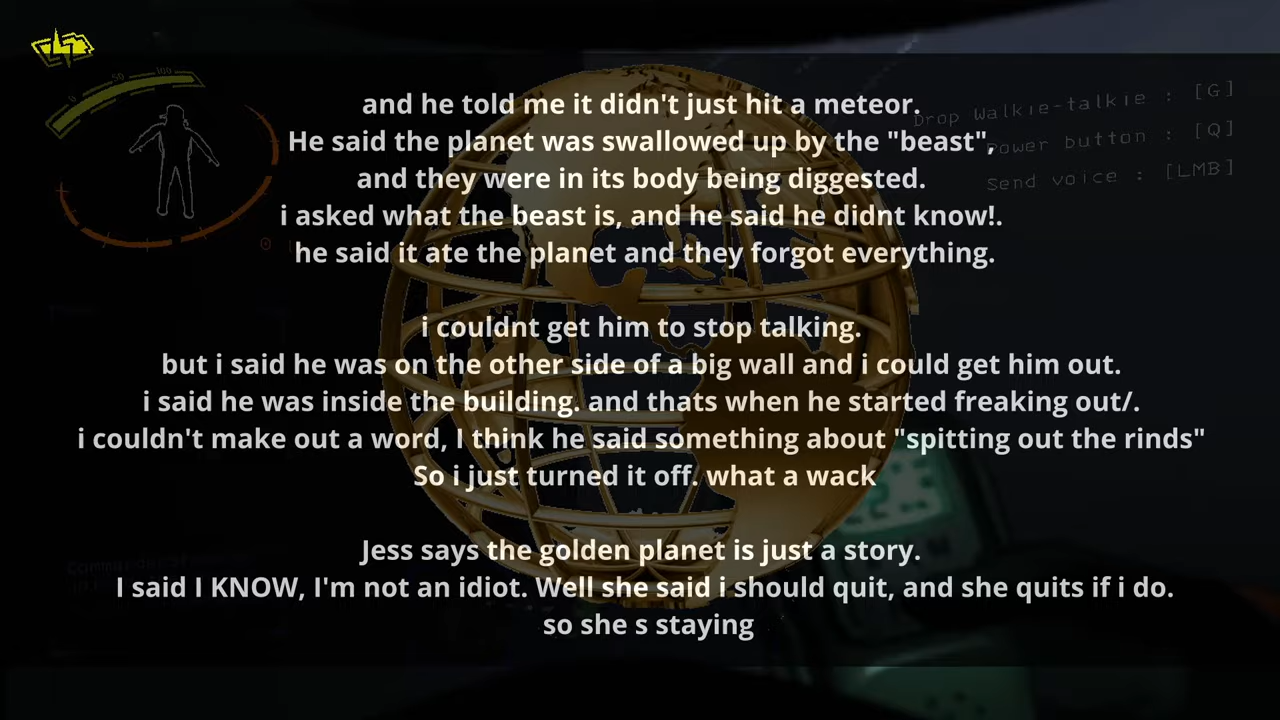 and he told me it didn't just hit a meteor.
He said the planet was swallowed up by the "beast",
and they were in its body being diggested.
i asked what the beast is, and he said he didnt know!.
he said it ate the planet and they forgot everything.
i couldnt get him to stop talking.
but i said he was on the other side of a big wall and i could get him out.
i said he was inside the building. and thats when he started freaking out/.
i couldn't make out a word, I think he said something about "spitting out the rinds"
So i just turned it off. what a wack
Jess says the golden planet is just a story.
I said I KNOW, I'm not an idiot. Well she said i should quit, and she quits if i do.
so she s staying
Drop Walkie-talkie : [G]
Power button : [Q]
Send voice : [LMB]
0 50 100
0